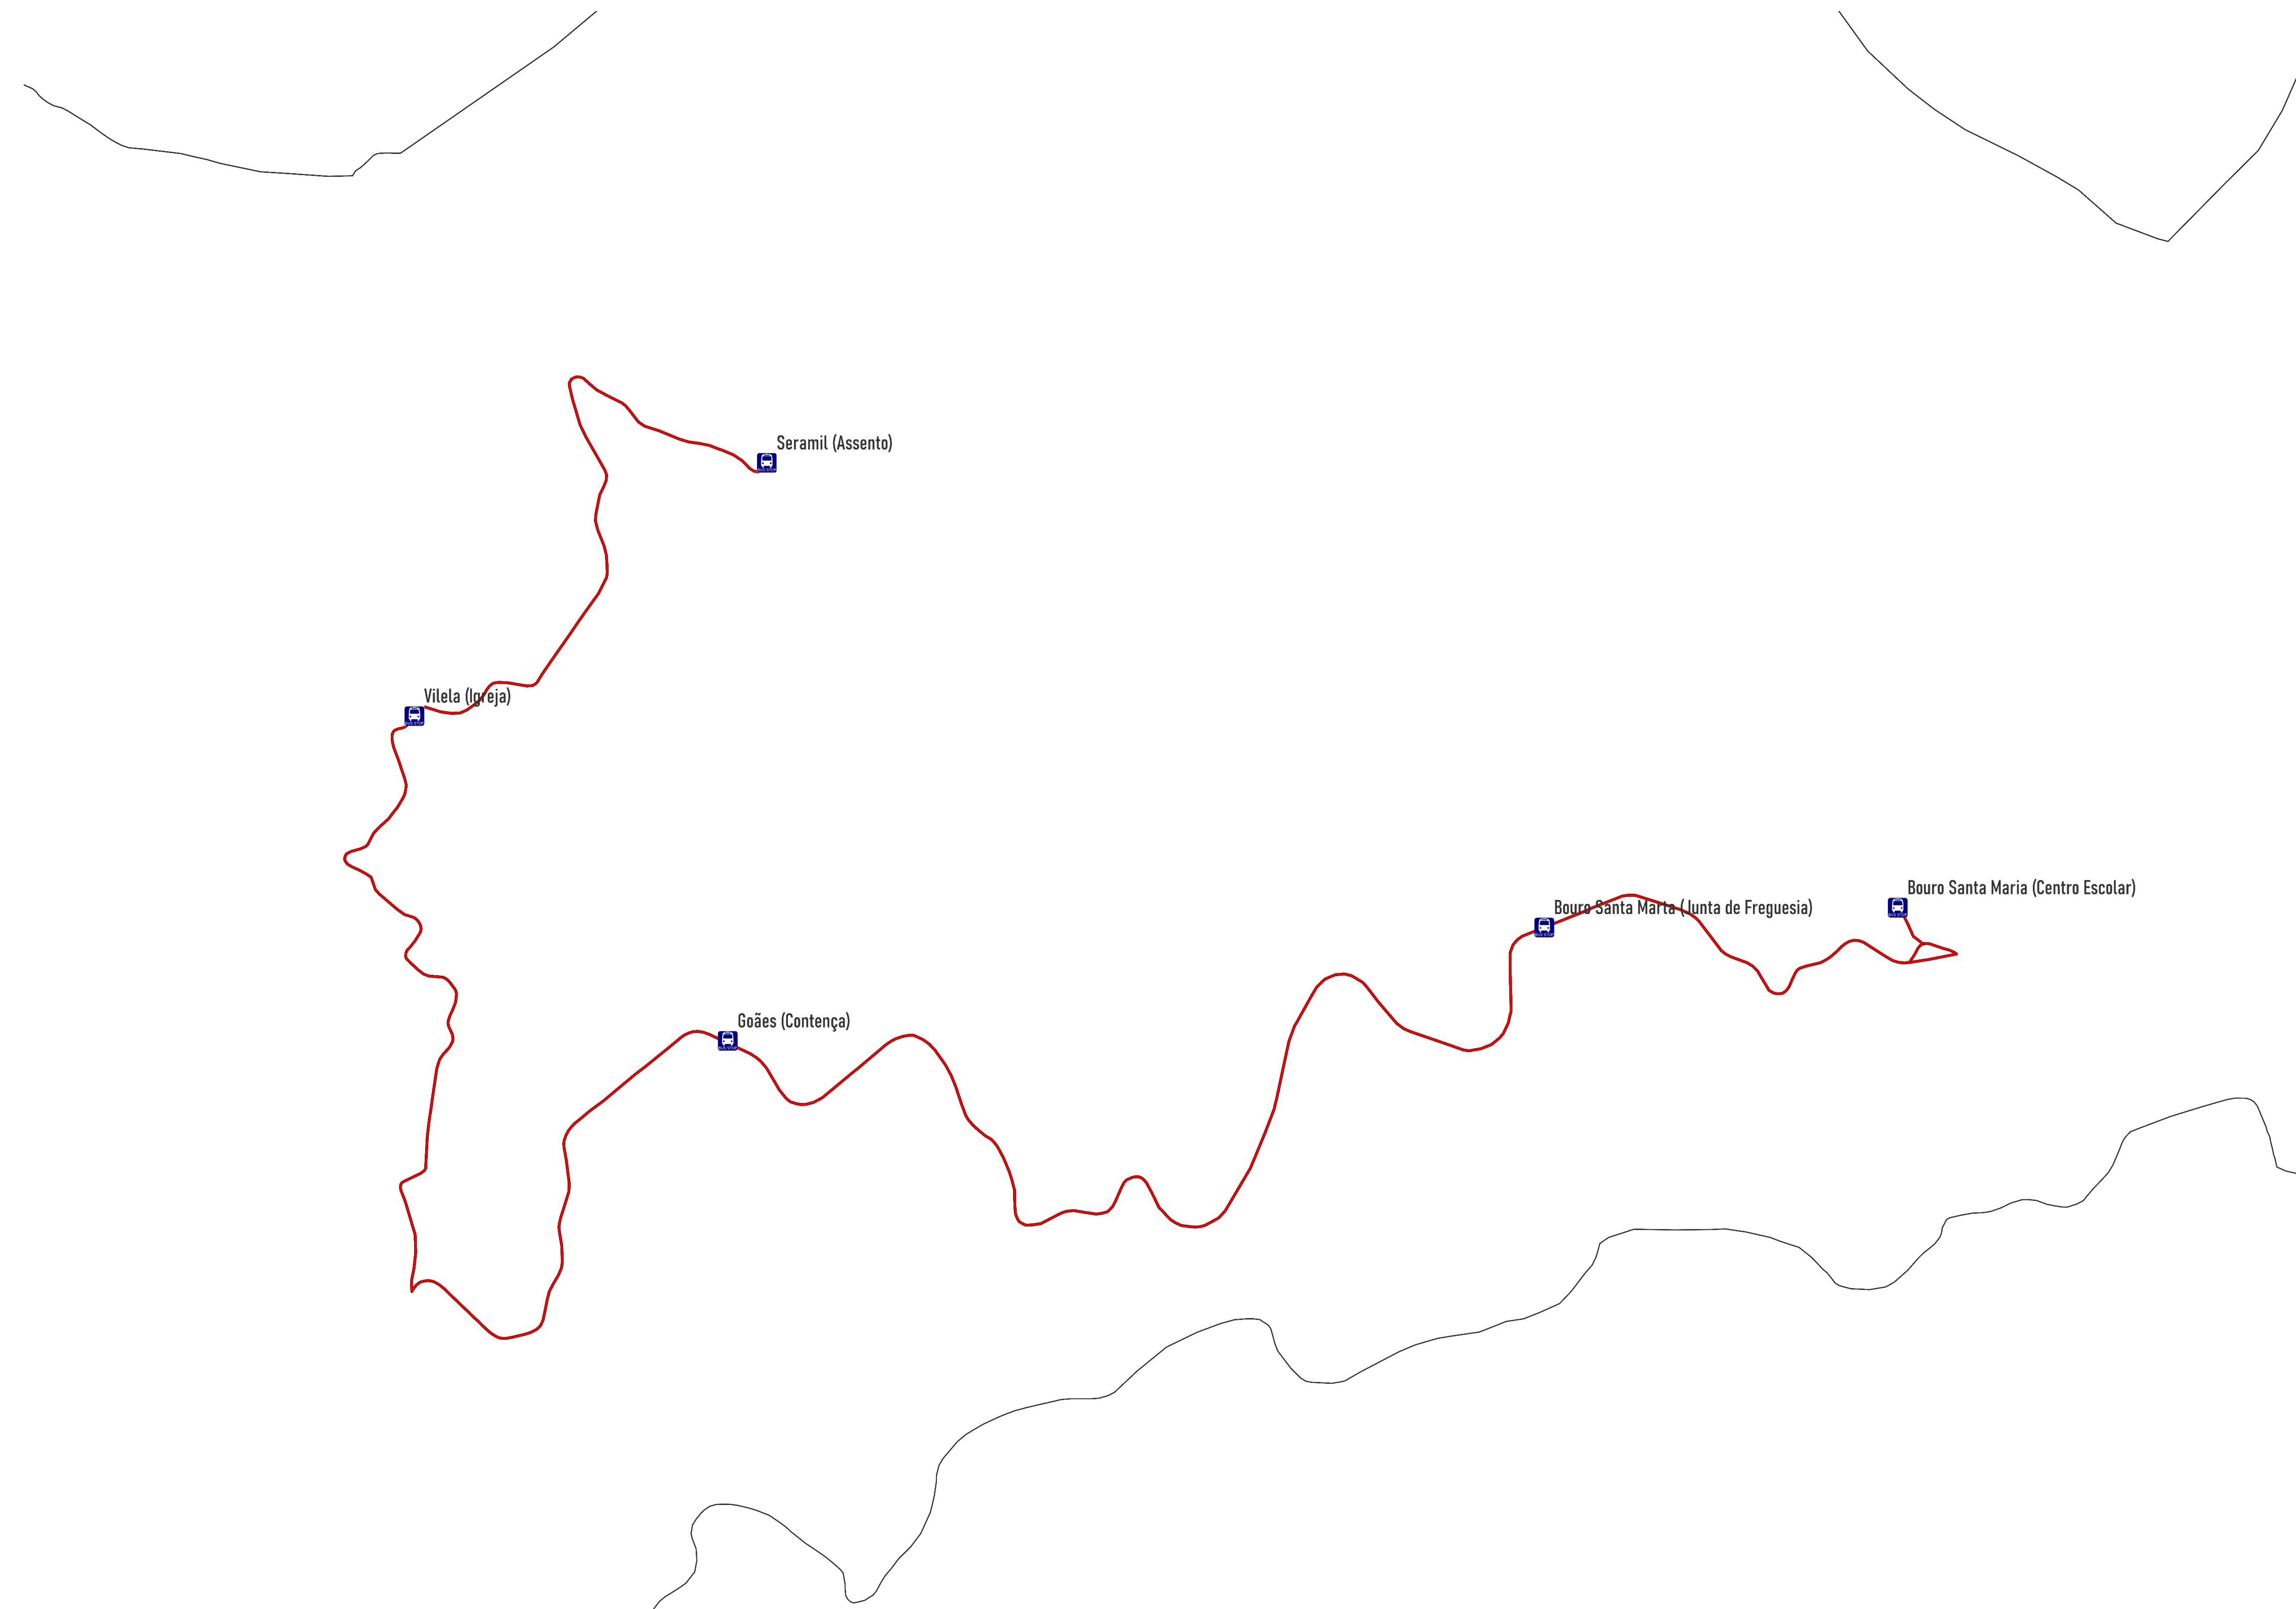 Seramil (Assento)
Vilela (Igreja)
Bouro Santa Maria (Centro Escolar)
Bouro Santa Marta (Junta de Freguesia)
Goães (Contença)